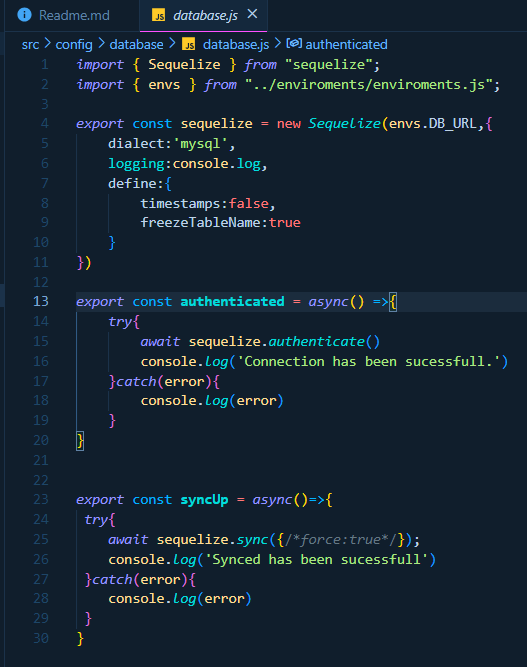 Readme.md
JS database.js ×
src > config > database > JS database.js > authenticated
1 import { Sequelize } from "sequelize";
2 import { envs } from "../enviroments/enviroments.js";
3
4 export const sequelize = new Sequelize(envs.DB_URL,{
5     dialect:'mysql',
6     logging:console.log,
7     define:{
8         timestamps:false,
9         freezeTableName:true
10     }
11 })
12
13 export const authenticated = async() =>{
14     try{
15         await sequelize.authenticate()
16         console.log('Connection has been sucessfull.')
17     }catch(error){
18         console.log(error)
19     }
20 }
21
22
23 export const syncUp = async()=>{
24  try{
25     await sequelize.sync({/*force:true*/});
26     console.log('Synced has been sucessfull')
27  }catch(error){
28     console.log(error)
29  }
30 }